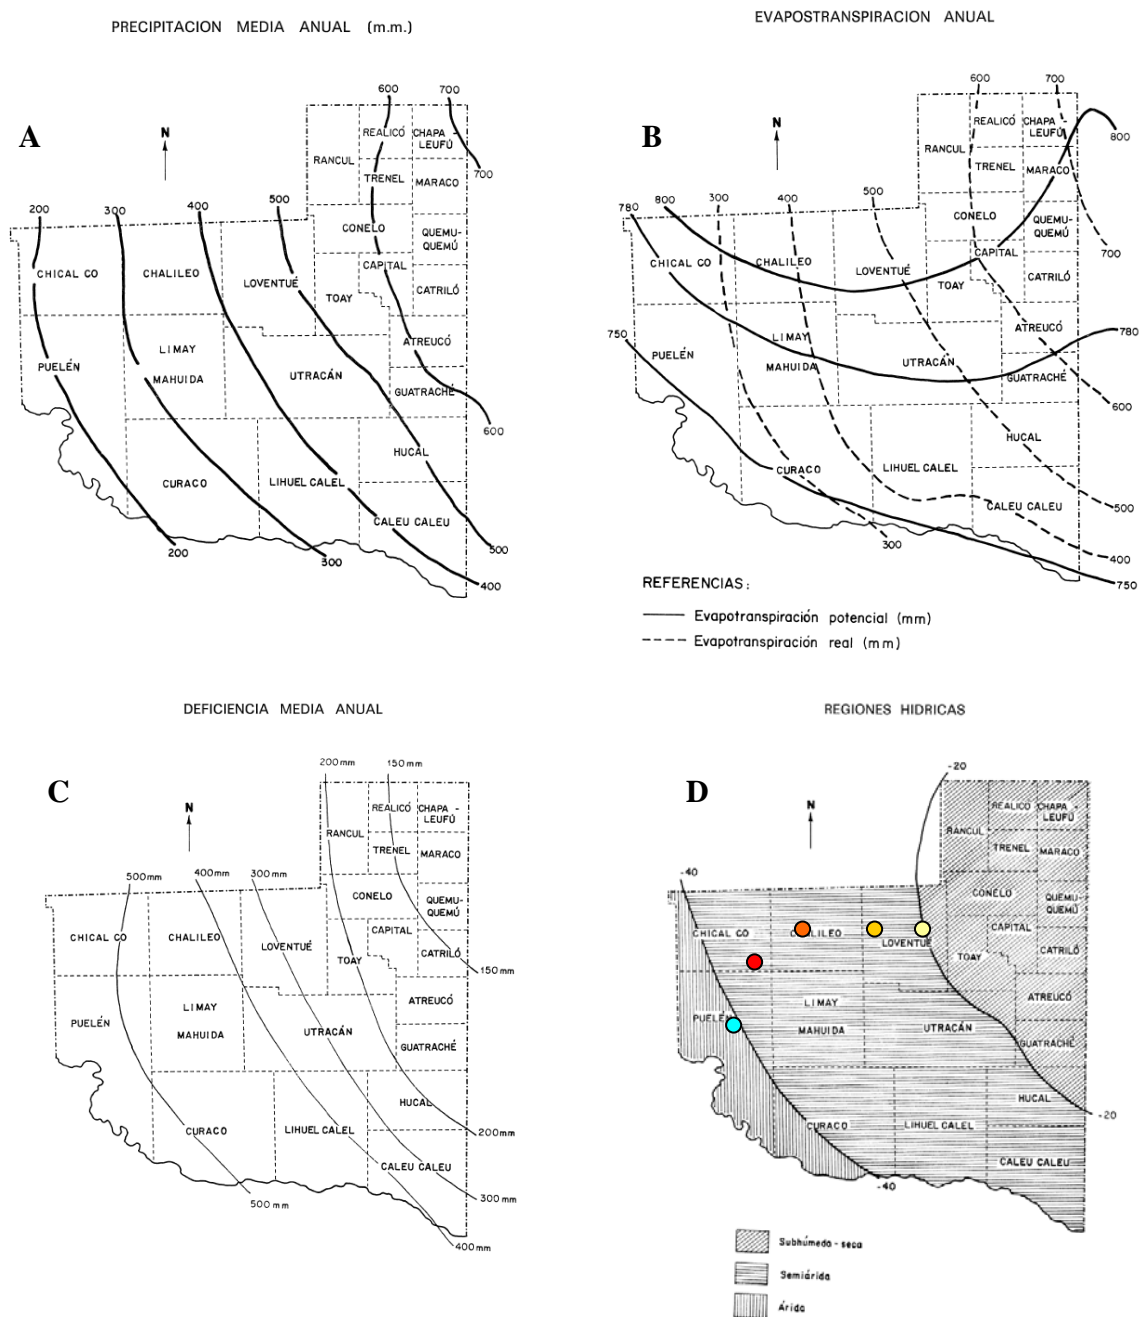 PRECIPITACION MEDIA ANUAL (m.m.)
A
N
600
700
REALICÓ
CHAPA-
LEUFÚ
RANCUL
TRENEL
MARACO
700
200
300
400
500
CONELO
QUEMU-
QUEMÚ
CHICAL CO
CHALILEO
LOVENTUÉ
CAPITAL
TOAY
CATRILÓ
PUELÉN
LIMAY
MAHUIDA
UTRACÁN
ATREUCÓ
GUATRACHÉ
600
HUCAL
CURACO
LIHUEL CALEL
CALEU CALEU
200
300
500
400
EVAPOSTRANSPIRACION ANUAL
B
N
600
700
800
REALICÓ
CHAPA-
LEUFÚ
RANCUL
TRENEL
MARACO
780
800
300
400
500
CONELO
QUEMU-
QUEMÚ
700
CHICAL CO
CHALILEO
LOVENTUÉ
CAPITAL
TOAY
CATRILÓ
750
PUELÉN
LIMAY
MAHUIDA
UTRACÁN
ATREUCÓ
780
GUATRACHÉ
600
HUCAL
CURACO
LIHUEL CALEL
CALEU CALEU
500
300
400
750
REFERENCIAS:
Evapotranspiración potencial (mm)
Evapotranspiración real (mm)
DEFICIENCIA MEDIA ANUAL
C
N
200mm
150mm
REALICÓ
CHAPA-
LEUFÚ
RANCUL
TRENEL
MARACO
500mm
400mm
300mm
CONELO
QUEMU-
QUEMÚ
CHICAL CO
CHALILEO
LOVENTUÉ
CAPITAL
TOAY
CATRILÓ
150mm
PUELÉN
LIMAY
MAHUIDA
UTRACÁN
ATREUCÓ
GUATRACHÉ
HUCAL
200mm
CURACO
LIHUEL CALEL
CALEU CALEU
500mm
300mm
400mm
REGIONES HIDRICAS
D
N
-20
REALICÓ
CHAPA-
LEUFÚ
RANCUL
TRENEL
MARACO
-40
CONELO
QUEMU-
QUEMÚ
CHICAL CO
CHALILEO
LOVENTUÉ
CAPITAL
TOAY
CATRILÓ
PUELÉN
LIMAY
MAHUIDA
UTRACÁN
ATREUCÓ
GUATRACHÉ
HUCAL
-20
CURACO
LIHUEL CALEL
CALEU CALEU
-40
Subhúmeda-seca
Semiárida
Árida